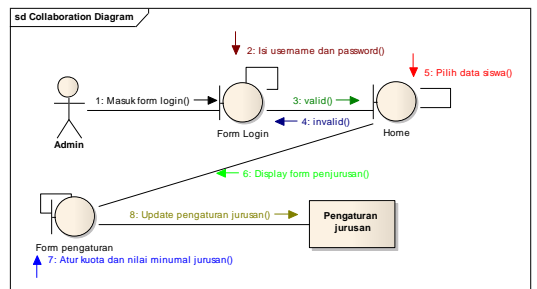 sd Collaboration Diagram
2: Isi username dan password()
5: Pilih data siswa()
1: Masuk form login()
3: valid()
4: invalid()
Form Login
Home
Admin
6: Display form penjurusan()
8: Update pengaturan jurusan()
Pengaturan
jurusan
Form pengaturan
7: Atur kuota dan nilai minumal jurusan()